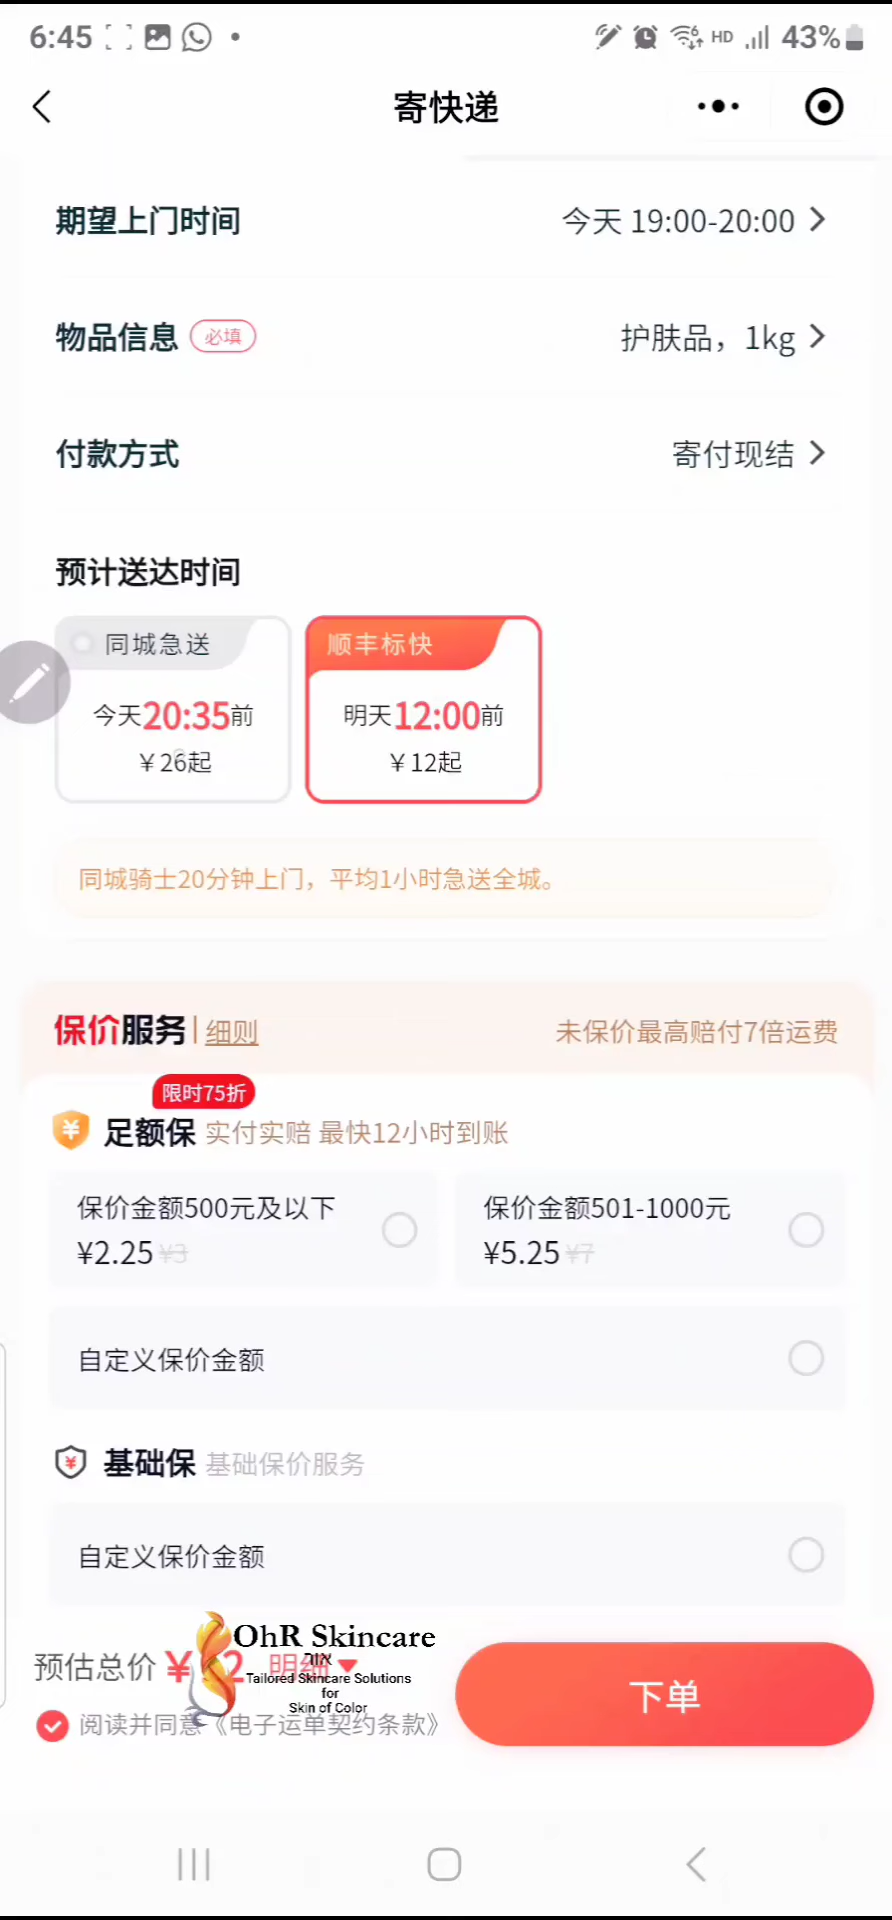 6:45
HD 43%
寄快递
期望上门时间 今天 19:00-20:00
物品信息 必填 护肤品，1kg
付款方式 寄付现结
预计送达时间
同城急送 顺丰标快
今天20:35前 明天12:00前
￥26起 ￥12起
同城骑士20分钟上门，平均1小时急送全城。
保价服务 | 细则 未保价最高赔付7倍运费
限时75折
足额保 实付实赔 最快12小时到账
保价金额500元及以下 保价金额501-1000元
¥2.25 ¥3 ¥5.25 ¥7
自定义保价金额
基础保 基础保价服务
自定义保价金额
OhR Skincare
预估总价 ¥ 2 明细
Tailored Skincare Solutions
for
Skin of Color
下单
阅读并同意《电子运单契约条款》